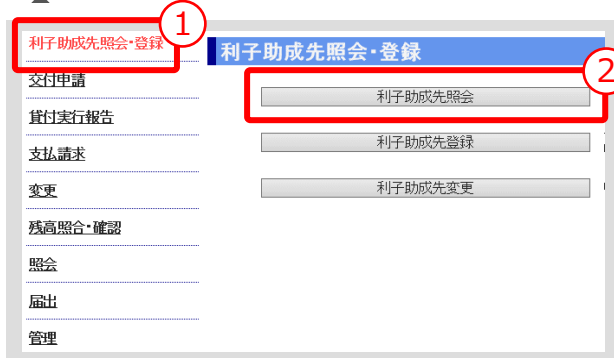 1
利子助成先照会・登録
利子助成先照会・登録
2
交付申請
利子助成先照会
貸付実行報告
支払請求
利子助成先登録
変更
利子助成先変更
残高照合・確認
照会
届出
管理